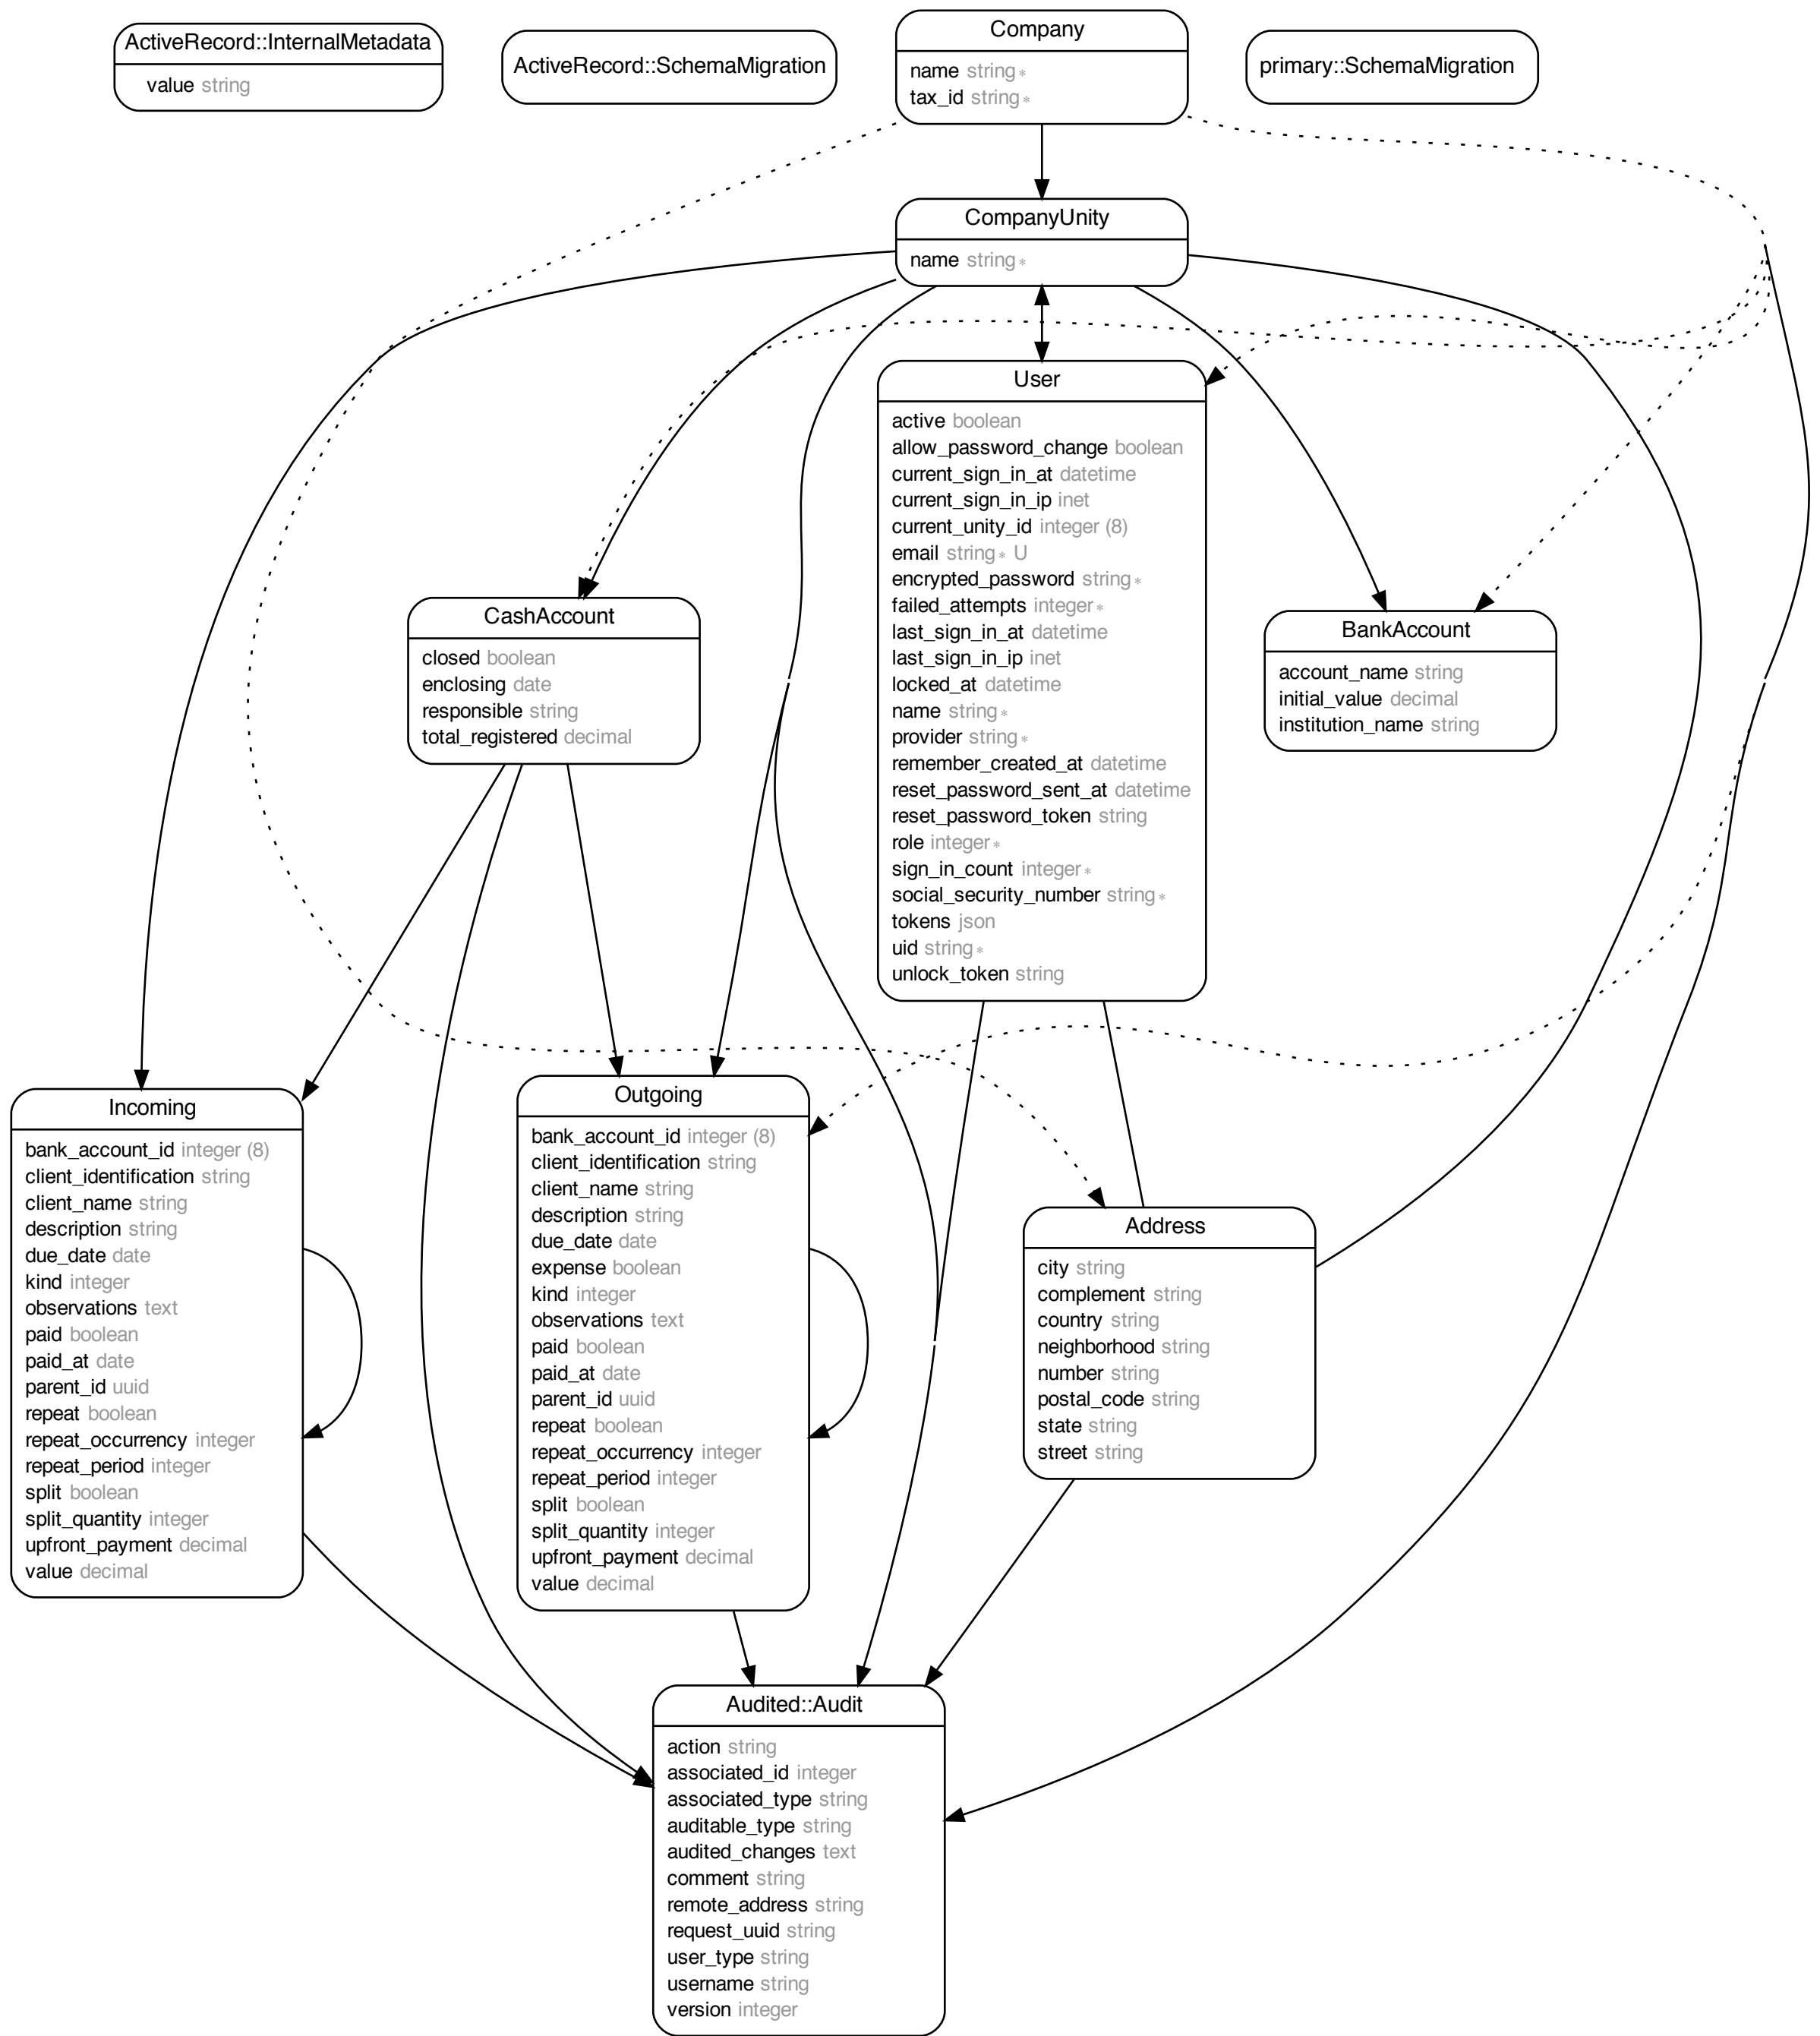 ActiveRecord::InternalMetadata
value string
ActiveRecord::SchemaMigration
Company
name string *
tax_id string *
primary::SchemaMigration
CompanyUnity
name string *
User
active boolean
allow_password_change boolean
current_sign_in_at datetime
current_sign_in_ip inet
current_unity_id integer (8)
email string * U
encrypted_password string *
failed_attempts integer *
last_sign_in_at datetime
last_sign_in_ip inet
locked_at datetime
name string *
provider string *
remember_created_at datetime
reset_password_sent_at datetime
reset_password_token string
role integer *
sign_in_count integer *
social_security_number string *
tokens json
uid string *
unlock_token string
CashAccount
closed boolean
enclosing date
responsible string
total_registered decimal
BankAccount
account_name string
initial_value decimal
institution_name string
Incoming
bank_account_id integer (8)
client_identification string
client_name string
description string
due_date date
kind integer
observations text
paid boolean
paid_at date
parent_id uuid
repeat boolean
repeat_occurrency integer
repeat_period integer
split boolean
split_quantity integer
upfront_payment decimal
value decimal
Outgoing
bank_account_id integer (8)
client_identification string
client_name string
description string
due_date date
expense boolean
kind integer
observations text
paid boolean
paid_at date
parent_id uuid
repeat boolean
repeat_occurrency integer
repeat_period integer
split boolean
split_quantity integer
upfront_payment decimal
value decimal
Address
city string
complement string
country string
neighborhood string
number string
postal_code string
state string
street string
Audited::Audit
action string
associated_id integer
associated_type string
auditable_type string
audited_changes text
comment string
remote_address string
request_uuid string
user_type string
username string
version integer